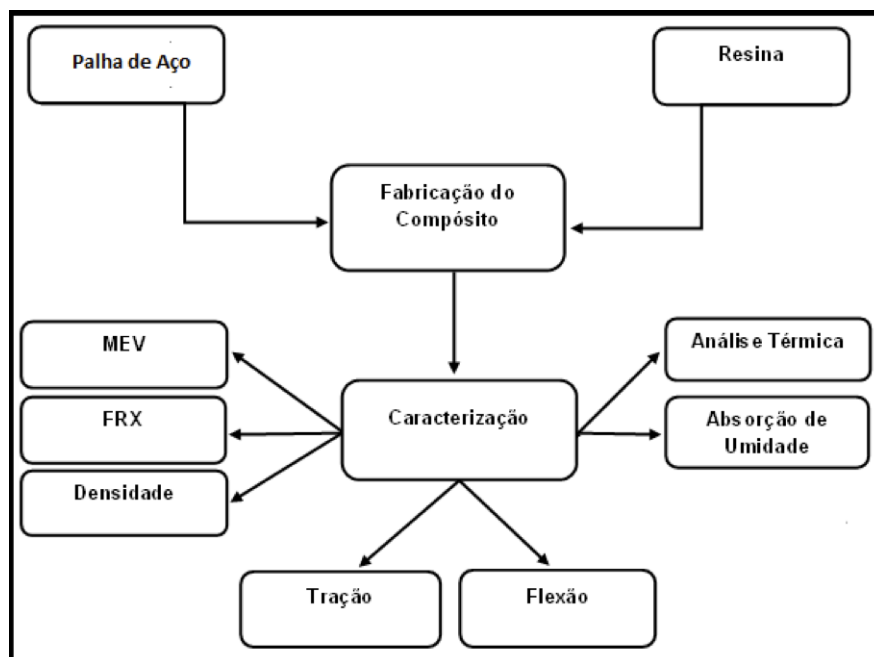 Palha de Aço
Resina
Fabricação do
Compósito
MEV
Análise Térmica
FRX
Caracterização
Absorção de
Umidade
Densidade
Tração
Flexão